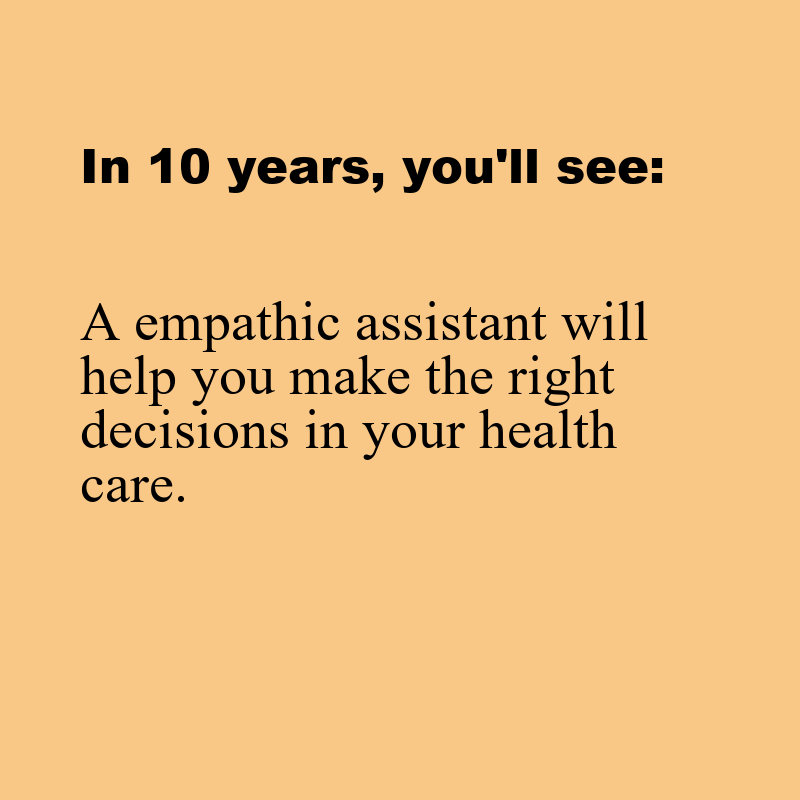 In 10 years, you'll see:
A empathic assistant will
help you make the right
decisions in your health
care.